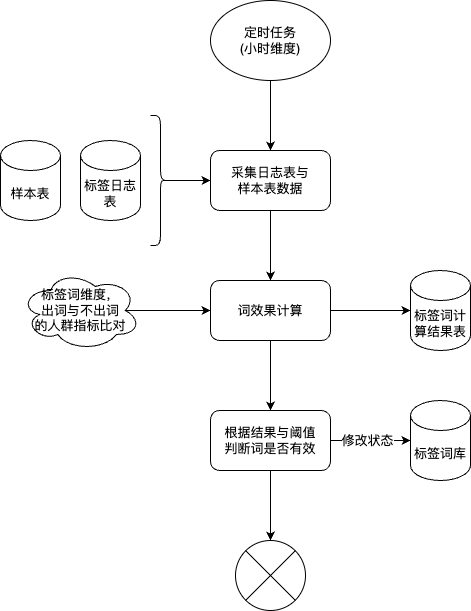 定时任务
(小时维度)
样本表
标签日志
表
采集日志表与
样本表数据
标签词维度，
出词与不出词
的人群指标比对
词效果计算
标签词计
算结果表
根据结果与阈值
判断词是否有效
修改状态
标签词库